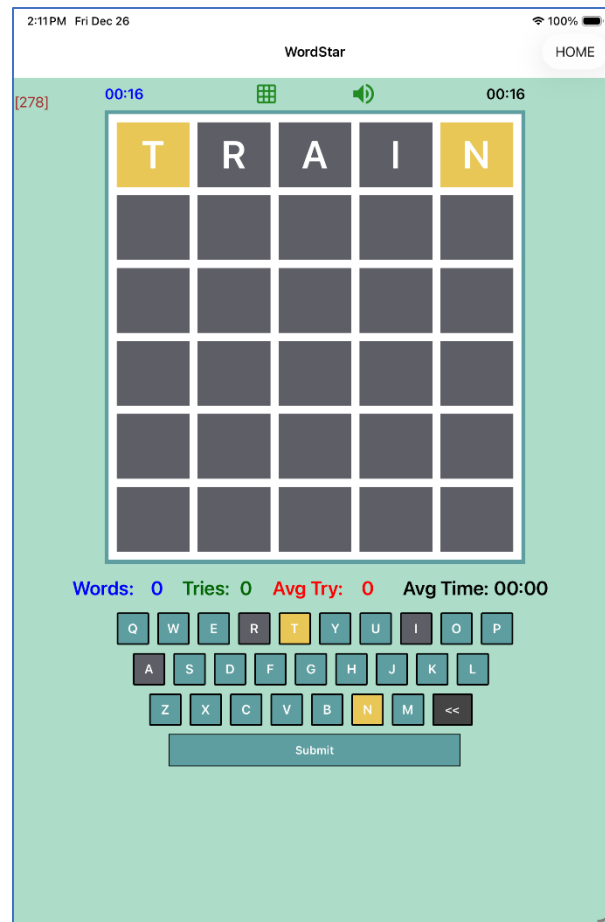 2:11 PM Fri Dec 26 100%
WordStar HOME
[278] 00:16 00:16
T R A I N
Words: 0 Tries: 0 Avg Try: 0 Avg Time: 00:00
Q W E R T Y U I O P
A S D F G H J K L
Z X C V B N M <<
Submit